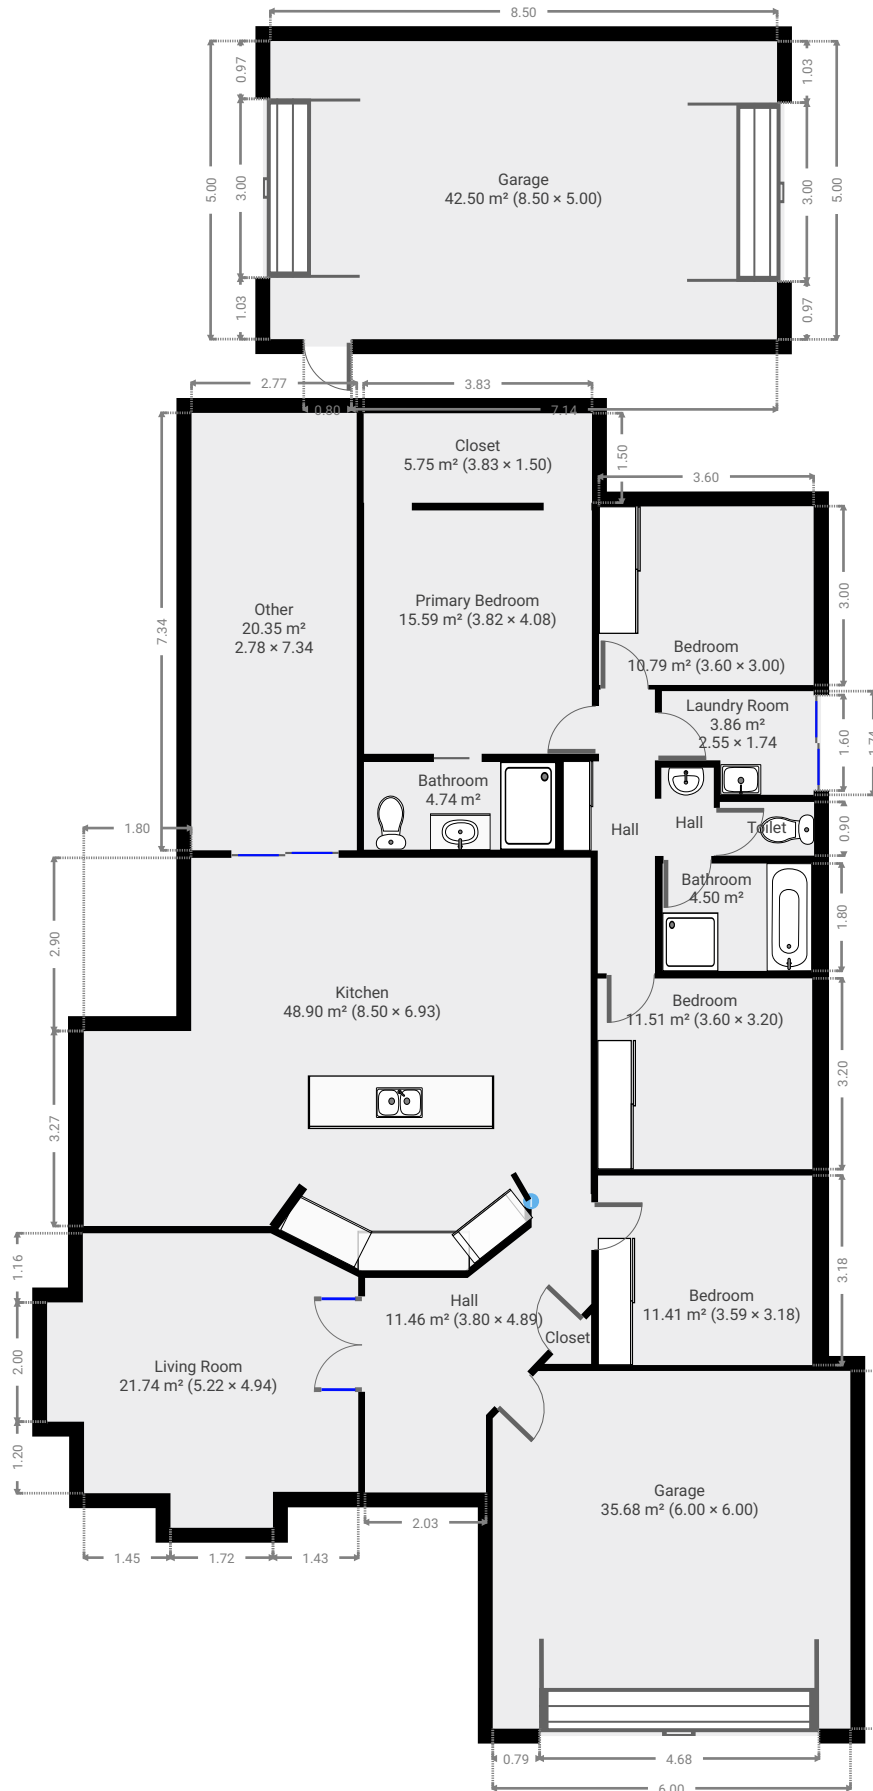 8.50
0.97
1.03
5.00
3.00
3.00
5.00
Garage
42.50 m² (8.50 × 5.00)
1.03
0.97
2.77
3.83
0.80
7.14
Closet
5.75 m² (3.83 × 1.50)
1.50
3.60
7.34
Other
20.35 m²
2.78 × 7.34
Primary Bedroom
15.59 m² (3.82 × 4.08)
3.00
Bedroom
10.79 m² (3.60 × 3.00)
Laundry Room
3.86 m²
2.55 × 1.74
1.60
1.74
Bathroom
4.74 m²
1.80
Hall
Hall
Toilet
0.90
Bathroom
4.50 m²
1.80
2.90
Kitchen
48.90 m² (8.50 × 6.93)
Bedroom
11.51 m² (3.60 × 3.20)
3.20
3.27
1.16
Hall
11.46 m² (3.80 × 4.89)
Closet
Bedroom
11.41 m² (3.59 × 3.18)
3.18
2.00
Living Room
21.74 m² (5.22 × 4.94)
1.20
Garage
35.68 m² (6.00 × 6.00)
2.03
1.45
1.72
1.43
0.79
4.68
6.00